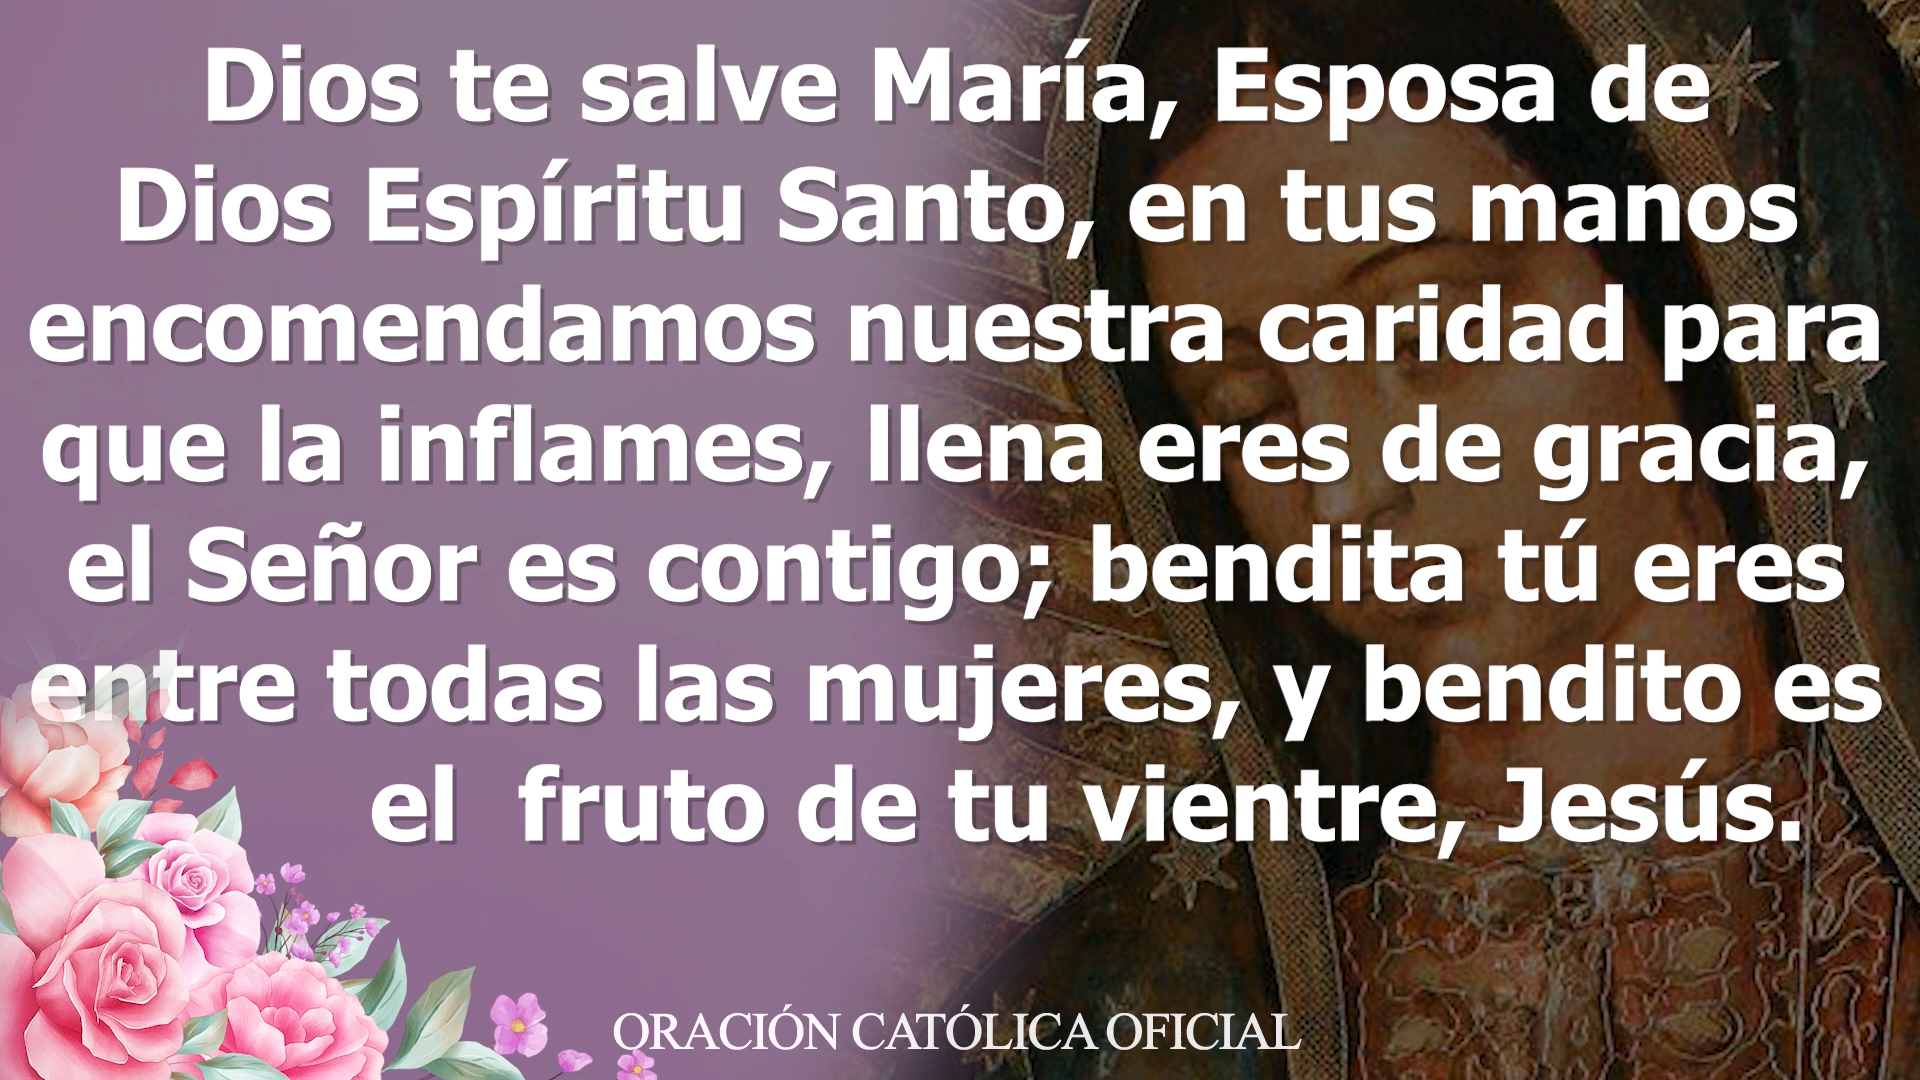 Dios te salve María, Esposa de
Dios Espíritu Santo, en tus manos
encomendamos nuestra caridad para
que la inflames, llena eres de gracia,
el Señor es contigo; bendita tú eres
entre todas las mujeres, y bendito es
el fruto de tu vientre, Jesús.
ORACIÓN CATÓLICA OFICIAL